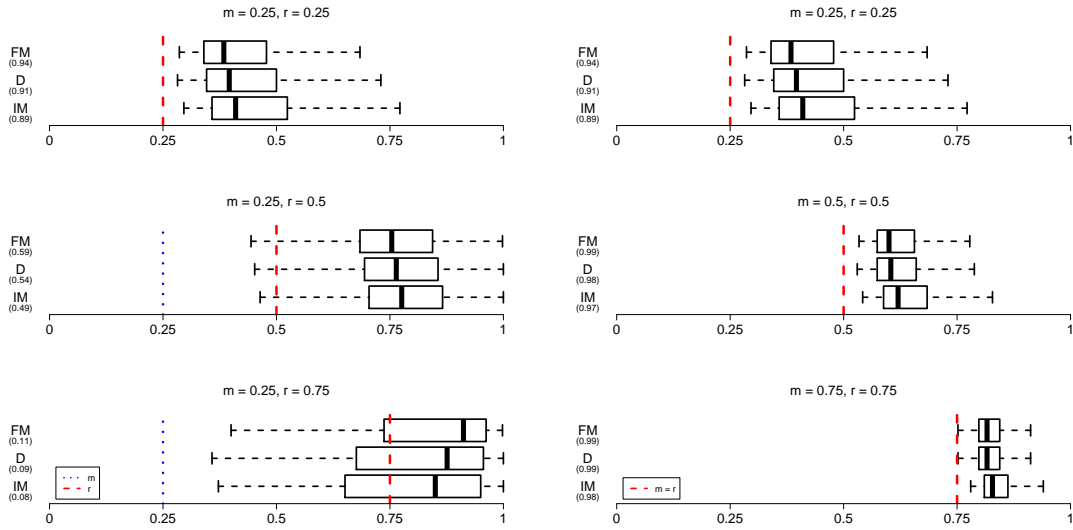 m = 0.25, r = 0.25
FM
(0.94)
D
(0.91)
IM
(0.89)
0 0.25 0.5 0.75 1
m = 0.25, r = 0.25
FM
(0.94)
D
(0.91)
IM
(0.89)
0 0.25 0.5 0.75 1
m = 0.25, r = 0.5
FM
(0.59)
D
(0.54)
IM
(0.49)
0 0.25 0.5 0.75 1
m = 0.5, r = 0.5
FM
(0.99)
D
(0.98)
IM
(0.97)
0 0.25 0.5 0.75 1
m = 0.25, r = 0.75
FM
(0.11)
D
(0.09)
IM
(0.08)
m
r
0 0.25 0.5 0.75 1
m = 0.75, r = 0.75
FM
(0.99)
D
(0.99)
IM
(0.98)
m = r
0 0.25 0.5 0.75 1